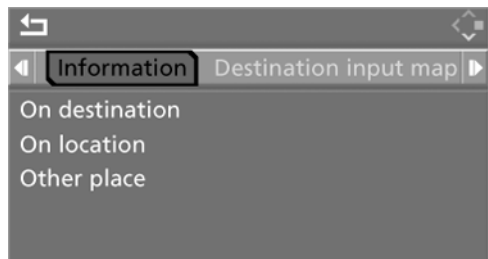 Information Destination input map
On destination
On location
Other place